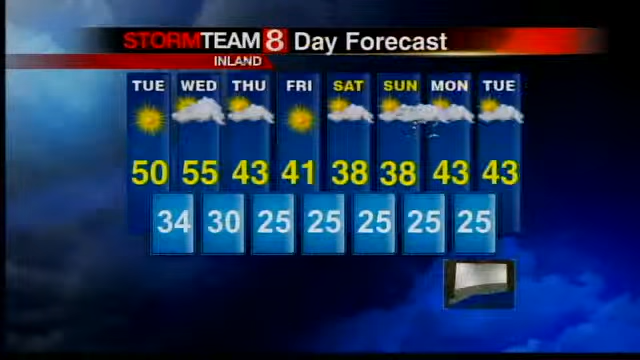 STORMTEAM 8 Day Forecast
INLAND
TUE WED THU FRI SAT SUN MON TUE
50 55 43 41 38 38 43 43
34 30 25 25 25 25 25